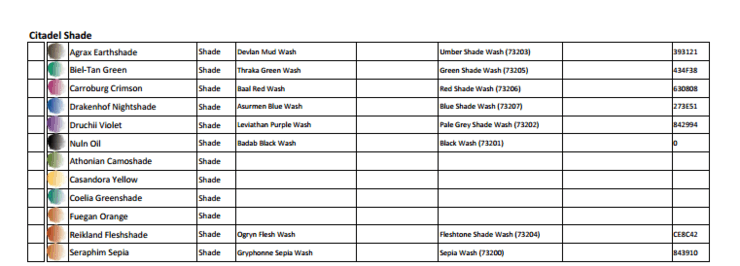 Citadel Shade
Agrax Earthshade Shade Devlan Mud Wash Umber Shade Wash (73203) 393121
Biel-Tan Green Shade Thraka Green Wash Green Shade Wash (73205) 434F38
Carroburg Crimson Shade Baal Red Wash Red Shade Wash (73206) 630808
Drakenhof Nightshade Shade Asurmen Blue Wash Blue Shade Wash (73207) 273E51
Druchii Violet Shade Leviathan Purple Wash Pale Grey Shade Wash (73202) 842994
Nuln Oil Shade Badab Black Wash Black Wash (73201) 0
Athonian Camoshade Shade
Casandora Yellow Shade
Coelia Greenshade Shade
Fuegan Orange Shade
Reikland Fleshshade Shade Ogryn Flesh Wash Fleshtone Shade Wash (73204) CE8C42
Seraphim Sepia Shade Gryphonne Sepia Wash Sepia Wash (73200) 843910